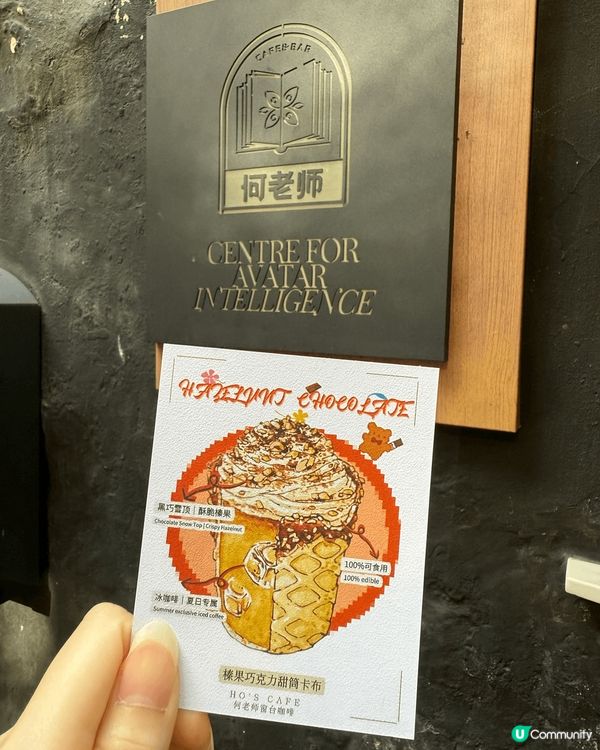 CAFE&BAR
何老师
CENTRE FOR
AVATAR
INTELLIGENCE
HAZELUNT CHOCOLATE
黑巧雪顶｜酥脆榛果
Chocolate Snow Top | Crispy Hazelnut
100%可食用
100% edible
冰咖啡｜夏日专属
Summer exclusive iced coffee
榛果巧克力甜筒卡布
HO'S CAFE
何老师窗台咖啡
U Community